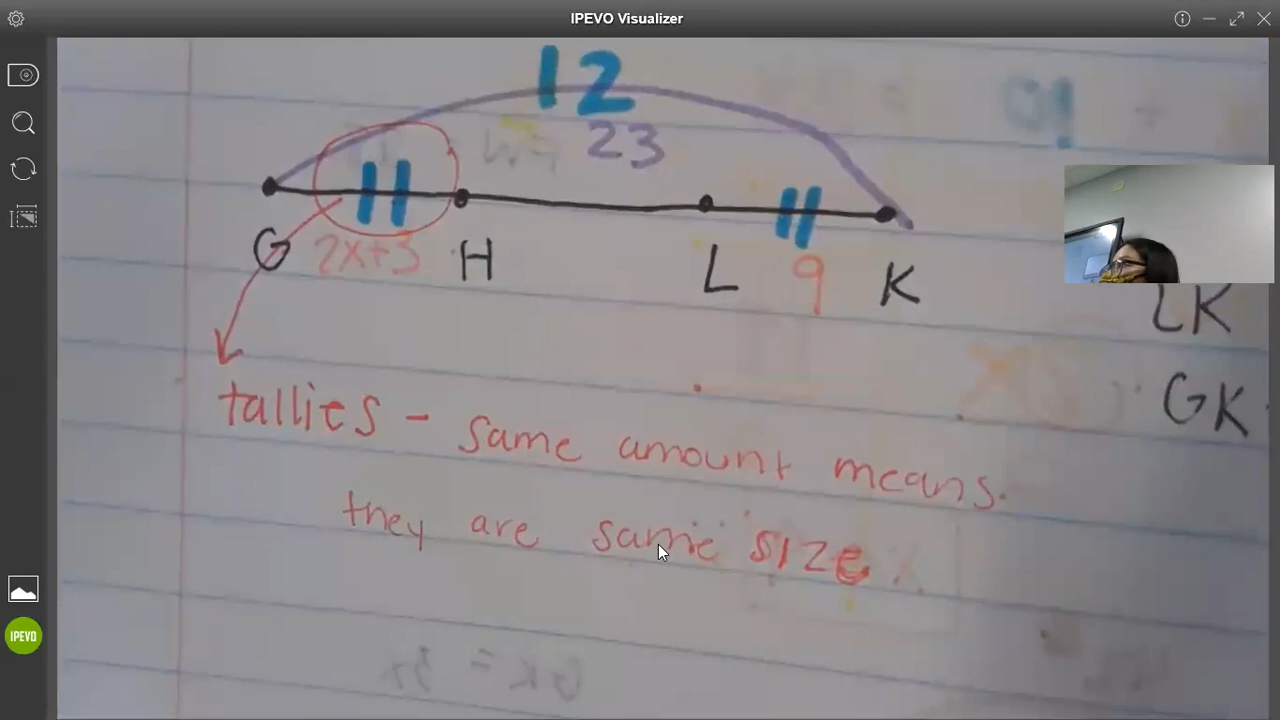 IPEVO Visualizer
12
23
G 2x+3 H L 9 K
LK
GK
tallies - same amount means
they are same size
IPEVO